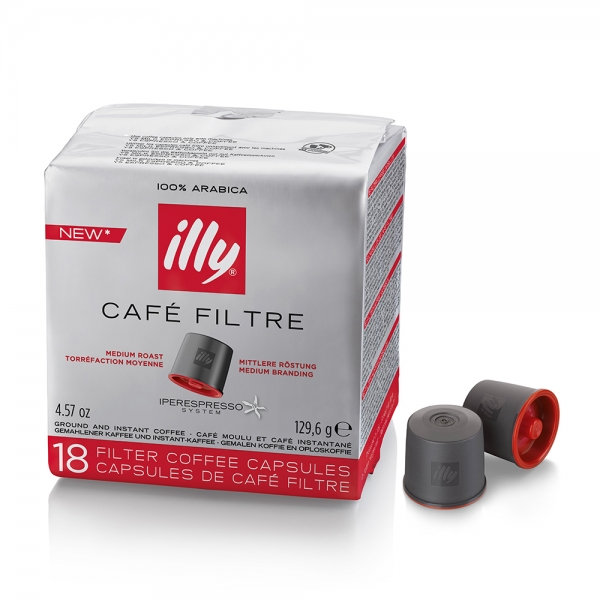 100% ARABICA
NEW*
illy®
CAFÉ FILTRE
MEDIUM ROAST
TORRÉFACTION MOYENNE
MITTLERE RÖSTUNG
MEDIUM BRANDING
IPERESPRESSO
SYSTEM
4.57 oz
129,6 g ℮
GROUND AND INSTANT COFFEE - CAFÉ MOULU ET CAFÉ INSTANTANÉ
GEMAHLENER KAFFEE UND INSTANT-KAFFEE - GEMALEN KOFFIE EN OPLOSKOFFIE
18 FILTER COFFEE CAPSULES
CAPSULES DE CAFÉ FILTRE
illy